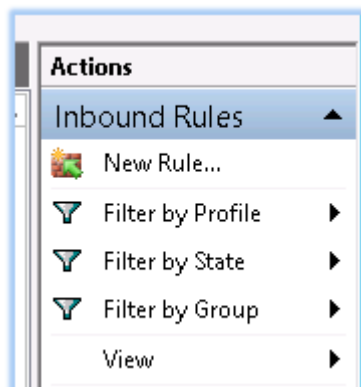 Actions
Inbound Rules
New Rule...
Filter by Profile
Filter by State
Filter by Group
View